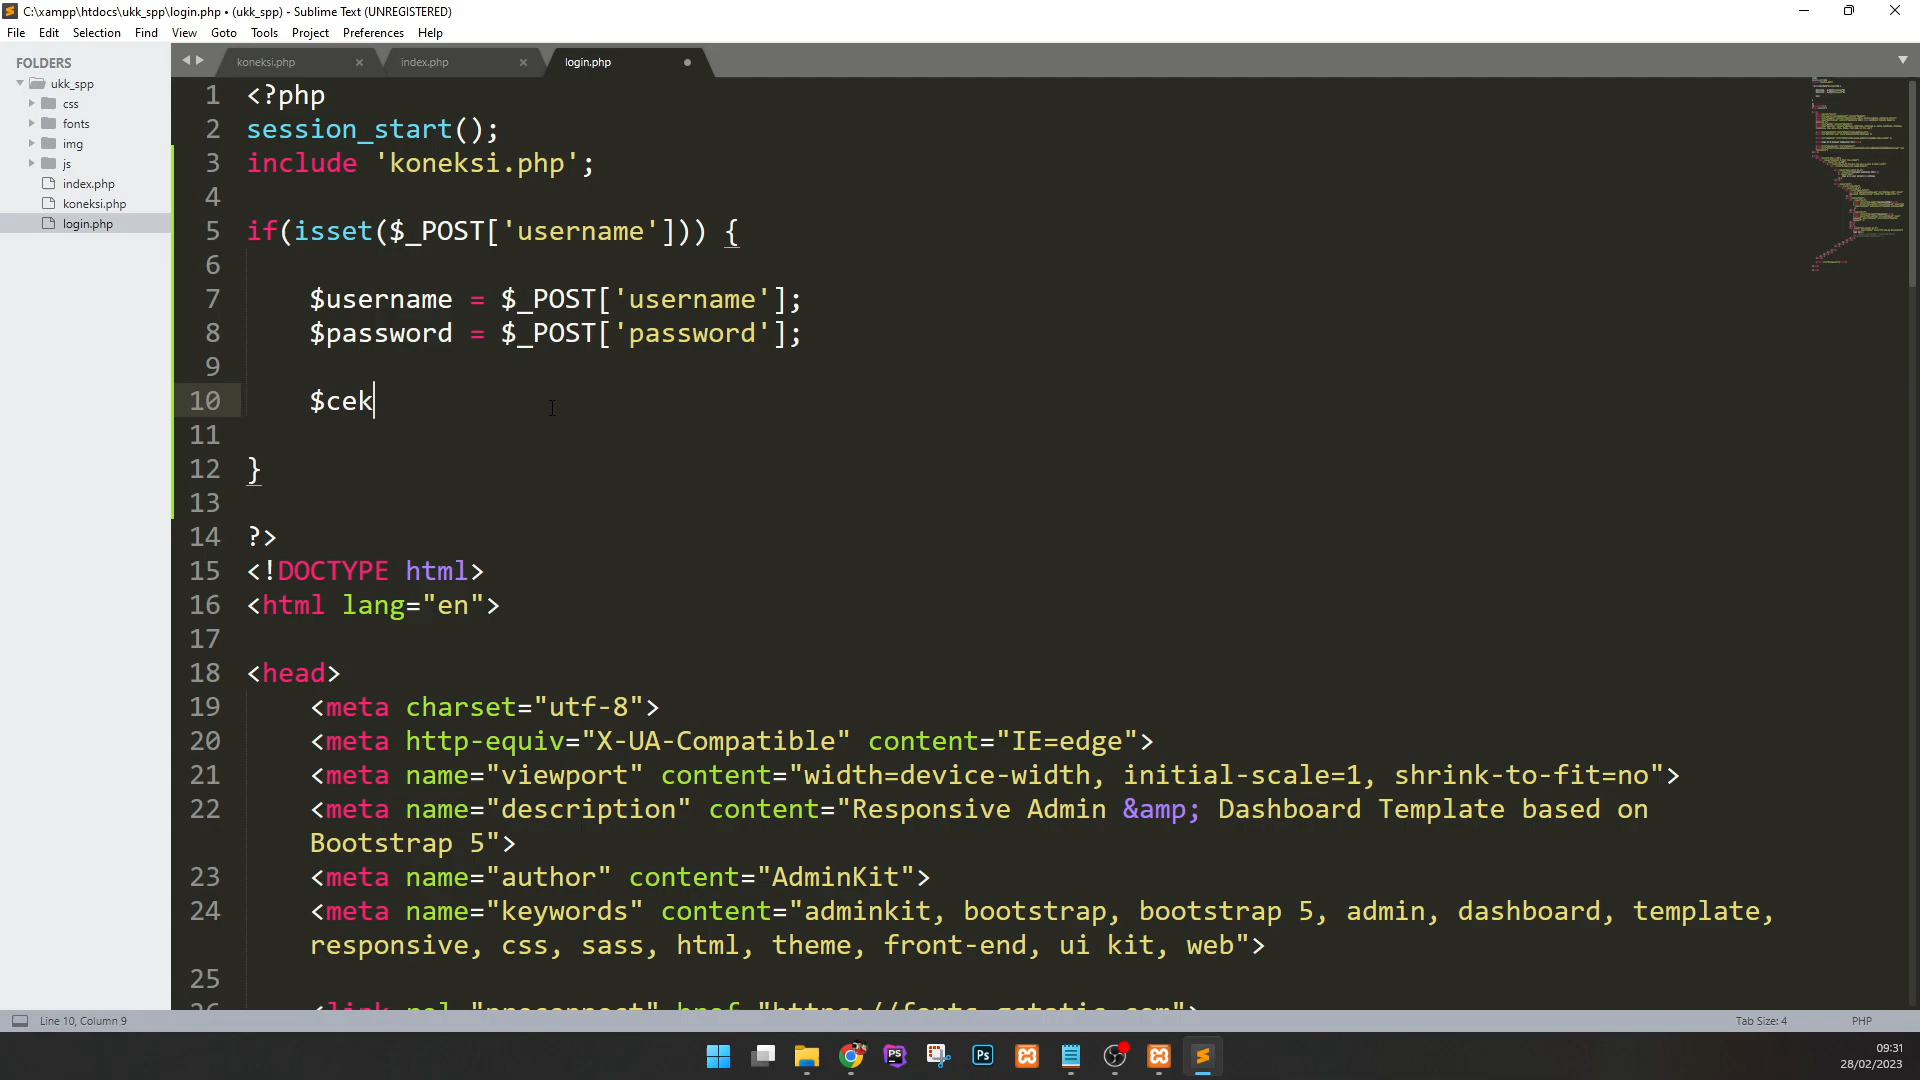 C:\xampp\htdocs\ukk_spp\login.php • (ukk_spp) - Sublime Text (UNREGISTERED)
File Edit Selection Find View Goto Tools Project Preferences Help
FOLDERS
ukk_spp
css
fonts
img
js
index.php
koneksi.php
login.php
koneksi.php × index.php × login.php
1 <?php
2 session_start();
3 include 'koneksi.php';
4
5 if(isset($_POST['username'])) {
6
7 $username = $_POST['username'];
8 $password = $_POST['password'];
9
10 $cek
11
12 }
13
14 ?>
15 <!DOCTYPE html>
16 <html lang="en">
17
18 <head>
19 <meta charset="utf-8">
20 <meta http-equiv="X-UA-Compatible" content="IE=edge">
21 <meta name="viewport" content="width=device-width, initial-scale=1, shrink-to-fit=no">
22 <meta name="description" content="Responsive Admin &amp; Dashboard Template based on
Bootstrap 5">
23 <meta name="author" content="AdminKit">
24 <meta name="keywords" content="adminkit, bootstrap, bootstrap 5, admin, dashboard, template,
responsive, css, sass, html, theme, front-end, ui kit, web">
25
Line 10, Column 9
Tab Size: 4
PHP
PS
Ps
09:31
28/02/2023